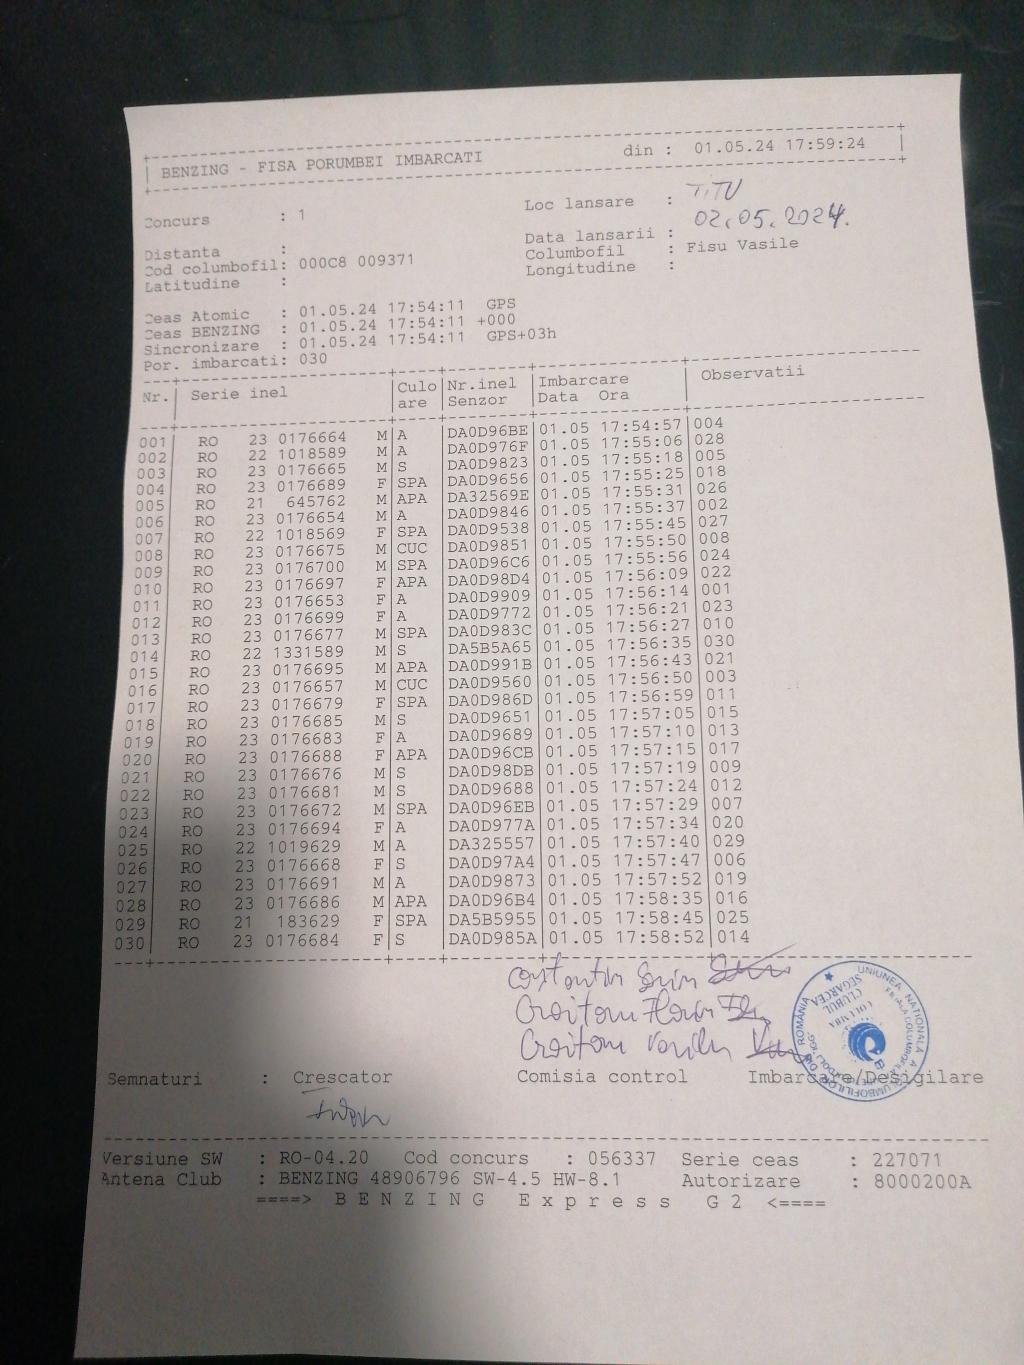 BENZING - FISA PORUMBEI IMBARCATI din : 01.05.24 17:59:24
Concurs : 1 Loc lansare : TITU
Data lansarii : 02.05.2024.
Distanta : Columbofil : Fisu Vasile
Cod columbofil: 000C8 009371 Longitudine :
Latitudine :
Ceas Atomic : 01.05.24 17:54:11 GPS
Ceas BENZING : 01.05.24 17:54:11 +000
Sincronizare : 01.05.24 17:54:11 GPS+03h
Por. imbarcati: 030
Nr. Serie inel Culo Nr.inel Imbarcare Observatii
are Senzor Data Ora
001 RO 23 0176664 M A DA0D96BE 01.05 17:54:57 004
002 RO 22 1018589 M A DA0D976F 01.05 17:55:06 028
003 RO 23 0176665 M S DA0D9823 01.05 17:55:18 005
004 RO 23 0176689 F SPA DA0D9656 01.05 17:55:25 018
005 RO 21 645762 M APA DA32569E 01.05 17:55:31 026
006 RO 23 0176654 M A DA0D9846 01.05 17:55:37 002
007 RO 22 1018569 F SPA DA0D9538 01.05 17:55:45 027
008 RO 23 0176675 M CUC DA0D9851 01.05 17:55:50 008
009 RO 23 0176700 M SPA DA0D96C6 01.05 17:55:56 024
010 RO 23 0176697 F APA DA0D98D4 01.05 17:56:09 022
011 RO 23 0176653 F A DA0D9909 01.05 17:56:14 001
012 RO 23 0176699 F A DA0D9772 01.05 17:56:21 023
013 RO 23 0176677 M SPA DA0D983C 01.05 17:56:27 010
014 RO 22 1331589 M S DA5B5A65 01.05 17:56:35 030
015 RO 23 0176695 M APA DA0D991B 01.05 17:56:43 021
016 RO 23 0176657 M CUC DA0D9560 01.05 17:56:50 003
017 RO 23 0176679 F SPA DA0D986D 01.05 17:56:59 011
018 RO 23 0176685 M S DA0D9651 01.05 17:57:05 015
019 RO 23 0176683 F A DA0D9689 01.05 17:57:10 013
020 RO 23 0176688 F APA DA0D96CB 01.05 17:57:15 017
021 RO 23 0176676 M S DA0D98DB 01.05 17:57:19 009
022 RO 23 0176681 M S DA0D9688 01.05 17:57:24 012
023 RO 23 0176672 M SPA DA0D96EB 01.05 17:57:29 007
024 RO 23 0176694 F A DA0D977A 01.05 17:57:34 020
025 RO 22 1019629 M A DA325557 01.05 17:57:40 029
026 RO 23 0176668 F S DA0D97A4 01.05 17:57:47 006
027 RO 23 0176691 M A DA0D9873 01.05 17:57:52 019
028 RO 23 0176686 M APA DA0D96B4 01.05 17:58:35 016
029 RO 21 183629 F SPA DA5B5955 01.05 17:58:45 025
030 RO 23 0176684 F S DA0D985A 01.05 17:58:52 014
UNIUNEA NATIONALA A COLUMBOFILILOR DIN ROMÂNIA
CLUBUL
SEGARCEA
Semnaturi : Crescator Comisia control Imbarcare/Desigilare
Versiune SW : RO-04.20 Cod concurs : 056337 Serie ceas : 227071
Antena Club : BENZING 48906796 SW-4.5 HW-8.1 Autorizare : 8000200A
====> B E N Z I N G E x p r e s s G 2 <====